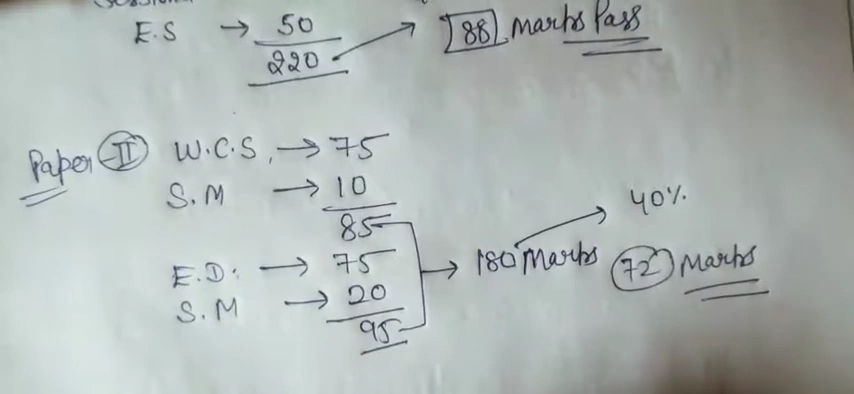 E.S → 50
220 → 88 marks Pass
Paper-II W.C.S, → 75
S.M → 10
85
E.D: → 75
S.M → 20
95
→ 180 Marks → 40%
72 Marks